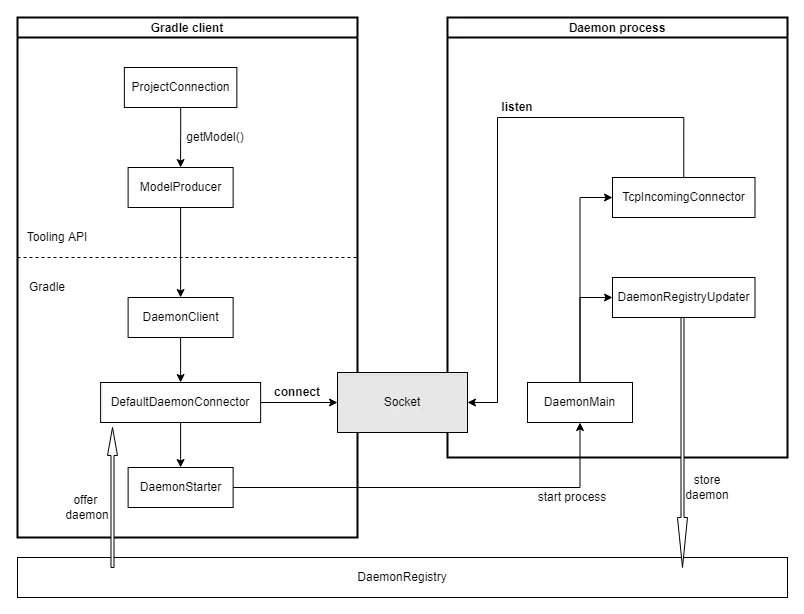 Gradle client
Daemon process
ProjectConnection
listen
getModel()
ModelProducer
TcpIncomingConnector
Tooling API
Gradle
DaemonClient
DaemonRegistryUpdater
DefaultDaemonConnector
connect
Socket
DaemonMain
DaemonStarter
offer
daemon
start process
store
daemon
DaemonRegistry